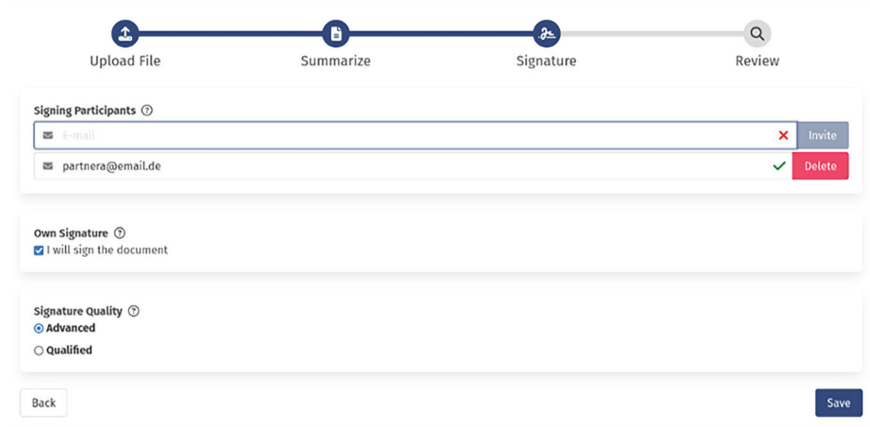 Upload File Summarize Signature Review
Signing Participants
E-mail Invite
partnera@email.de Delete
Own Signature
I will sign the document
Signature Quality
Advanced
Qualified
Back Save